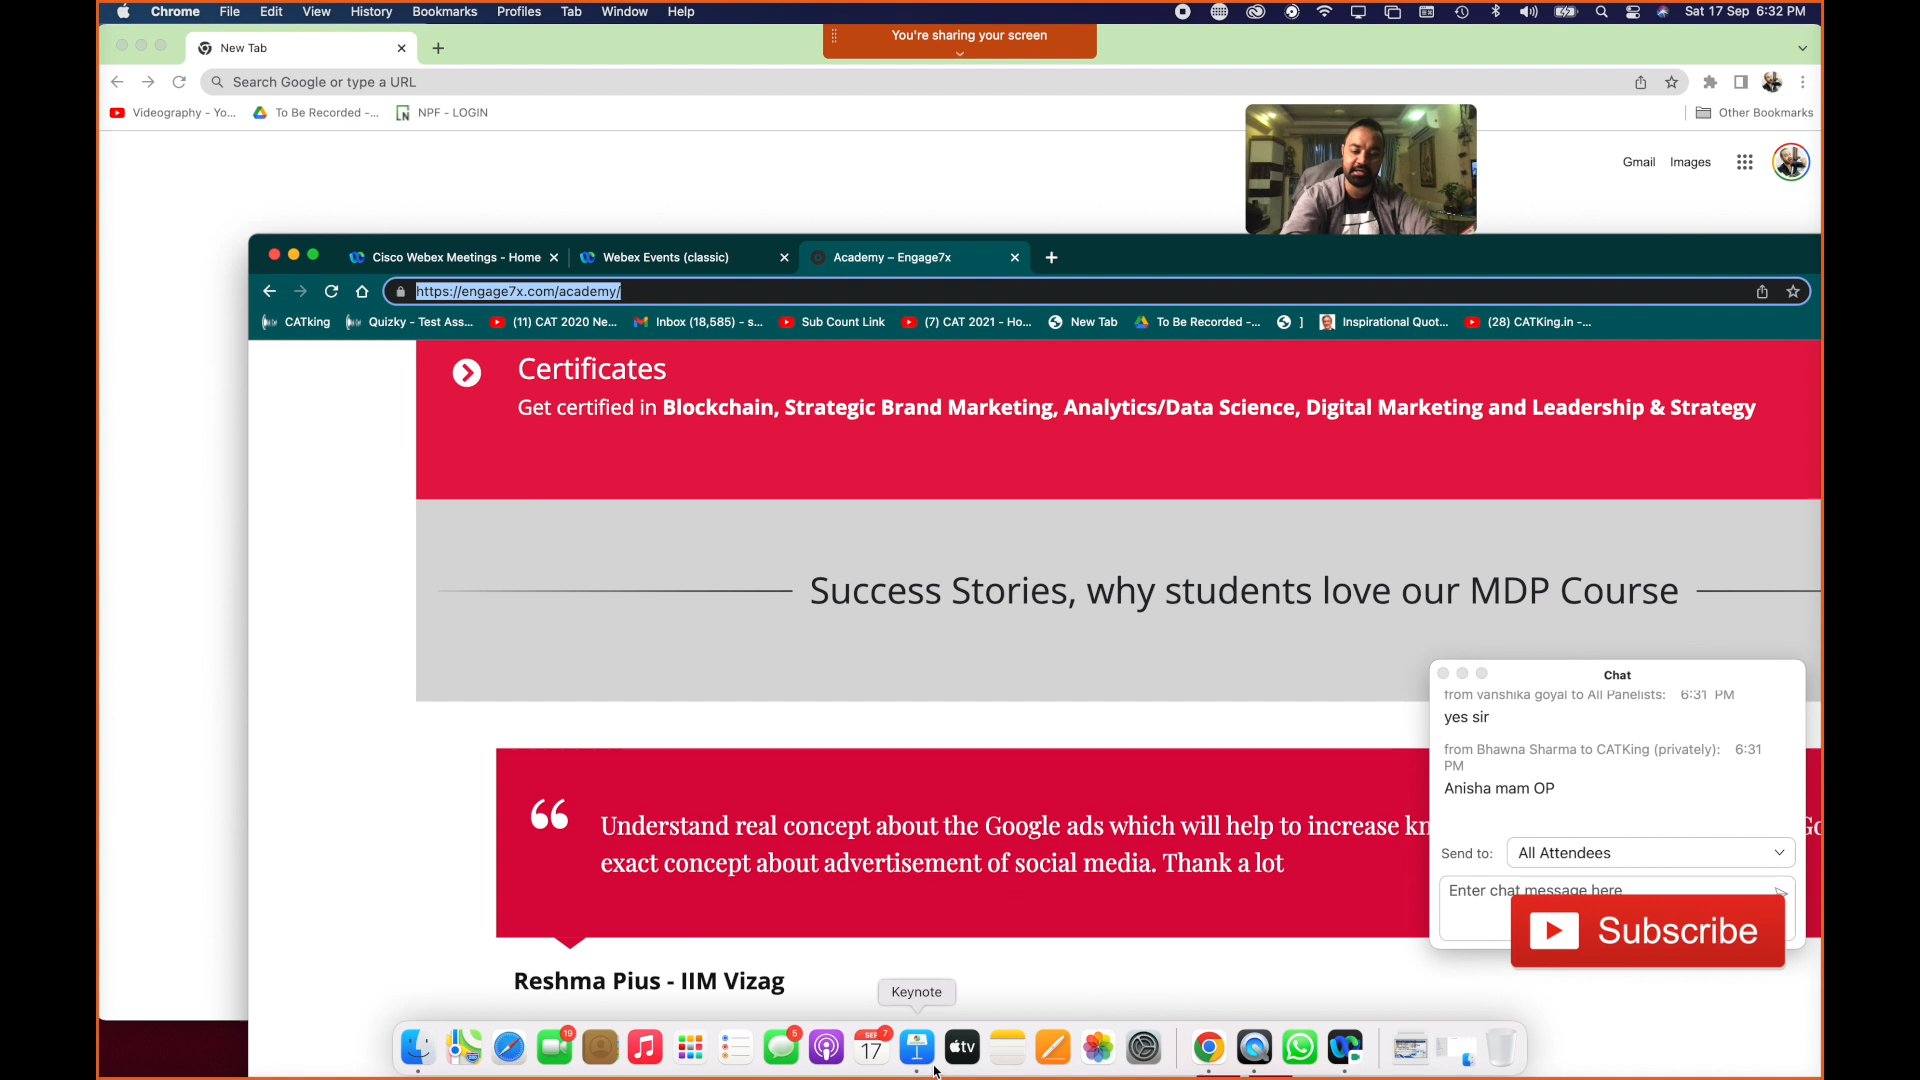 Chrome File Edit View History Bookmarks Profiles Tab Window Help
Sat 17 Sep 6:32 PM
You're sharing your screen
New Tab
Search Google or type a URL
Videography - Yo... To Be Recorded -... NPF - LOGIN
Other Bookmarks
Gmail Images
Cisco Webex Meetings - Home Webex Events (classic) Academy – Engage7x
https://engage7x.com/academy/
CATking Quizky - Test Ass... (11) CAT 2020 Ne... Inbox (18,585) - s... Sub Count Link (7) CAT 2021 - Ho... New Tab To Be Recorded -... ] Inspirational Quot... (28) CATKing.in -...
Certificates
Get certified in Blockchain, Strategic Brand Marketing, Analytics/Data Science, Digital Marketing and Leadership & Strategy
Success Stories, why students love our MDP Course
Understand real concept about the Google ads which will help to increase
exact concept about advertisement of social media. Thank a lot
Reshma Pius - IIM Vizag
Chat
from vanshika goyal to All Panelists: 6:31 PM
yes sir
from Bhawna Sharma to CATKing (privately): 6:31
PM
Anisha mam OP
Send to: All Attendees
Enter chat message here
Subscribe
Keynote
19
6
SEP 7
17
tv